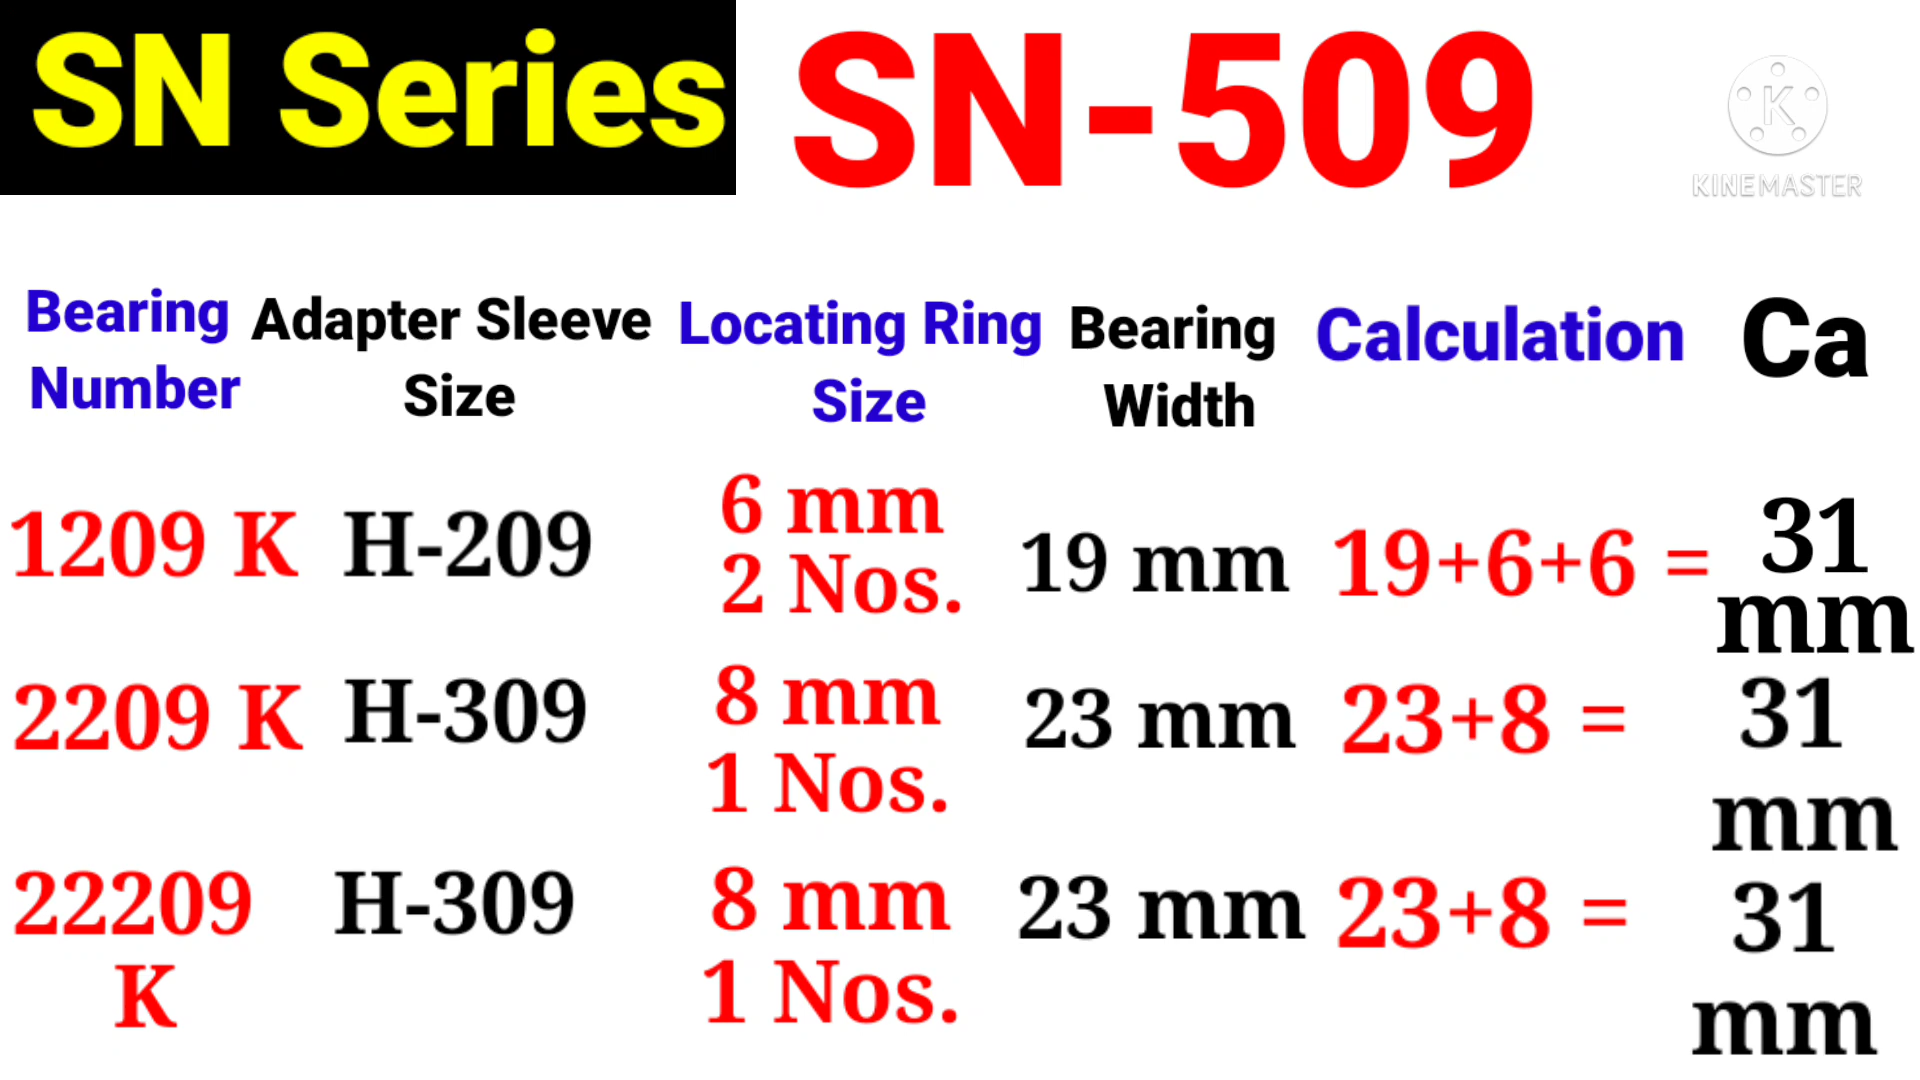 SN Series SN-509
K
KINEMASTER
Bearing Number Adapter Sleeve Size Locating Ring Size Bearing Width Calculation Ca
1209 K H-209 6 mm 2 Nos. 19 mm 19+6+6 = 31 mm
2209 K H-309 8 mm 1 Nos. 23 mm 23+8 = 31 mm
22209 K H-309 8 mm 1 Nos. 23 mm 23+8 = 31 mm